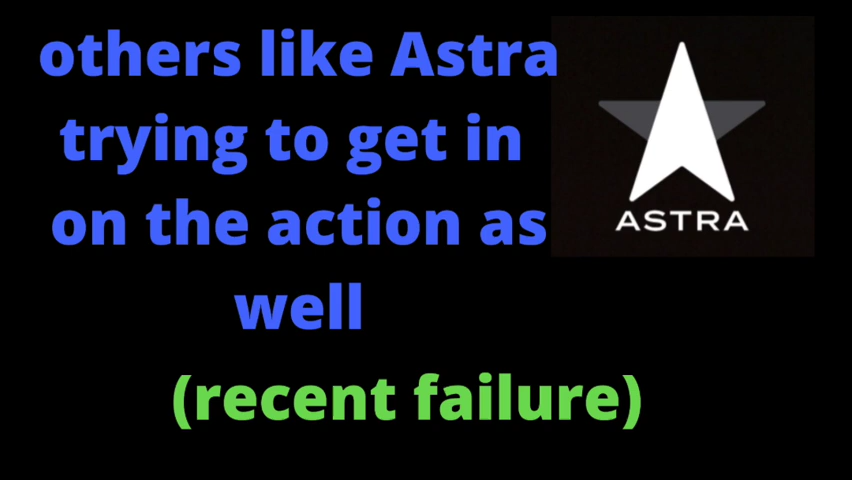 others like Astra
trying to get in
on the action as
well
(recent failure)
ASTRA